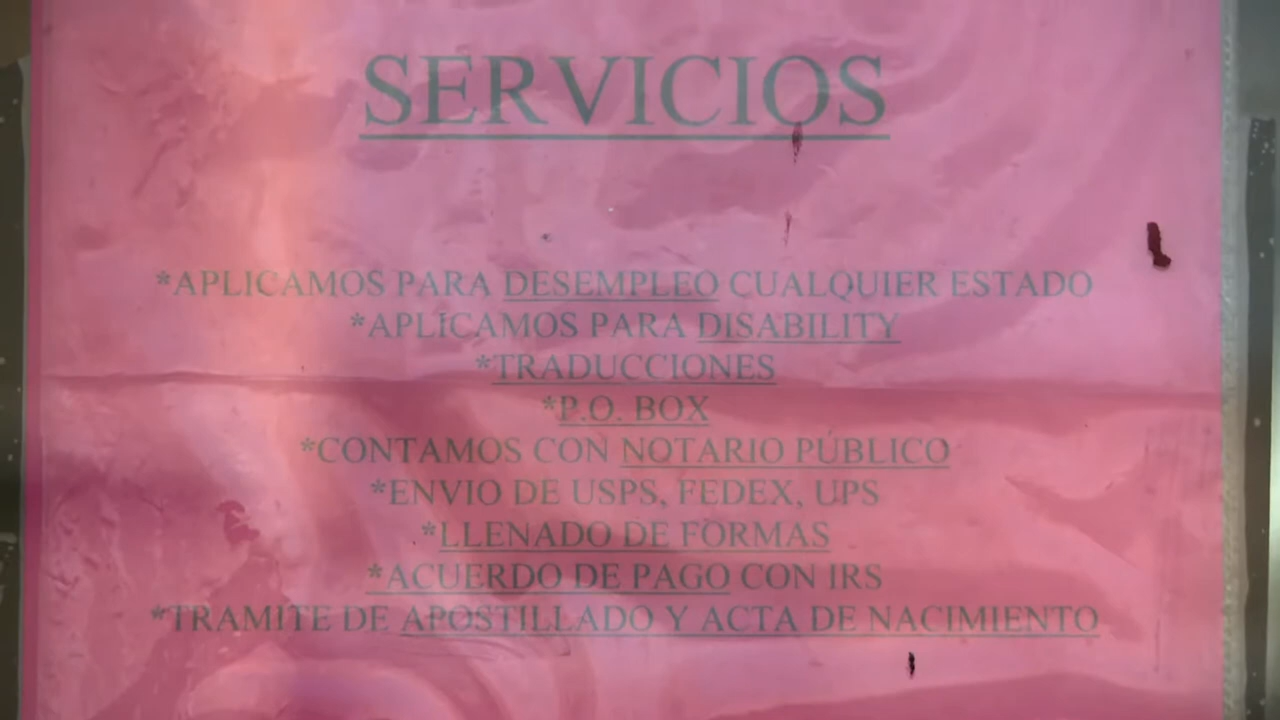 SERVICIOS
*APLICAMOS PARA DESEMPLEO CUALQUIER ESTADO
*APLICAMOS PARA DISABILITY
*TRADUCCIONES
*P.O. BOX
*CONTAMOS CON NOTARIO PÚBLICO
*ENVIO DE USPS, FEDEX, UPS
*LLENADO DE FORMAS
*ACUERDO DE PAGO CON IRS
*TRAMITE DE APOSTILLADO Y ACTA DE NACIMIENTO